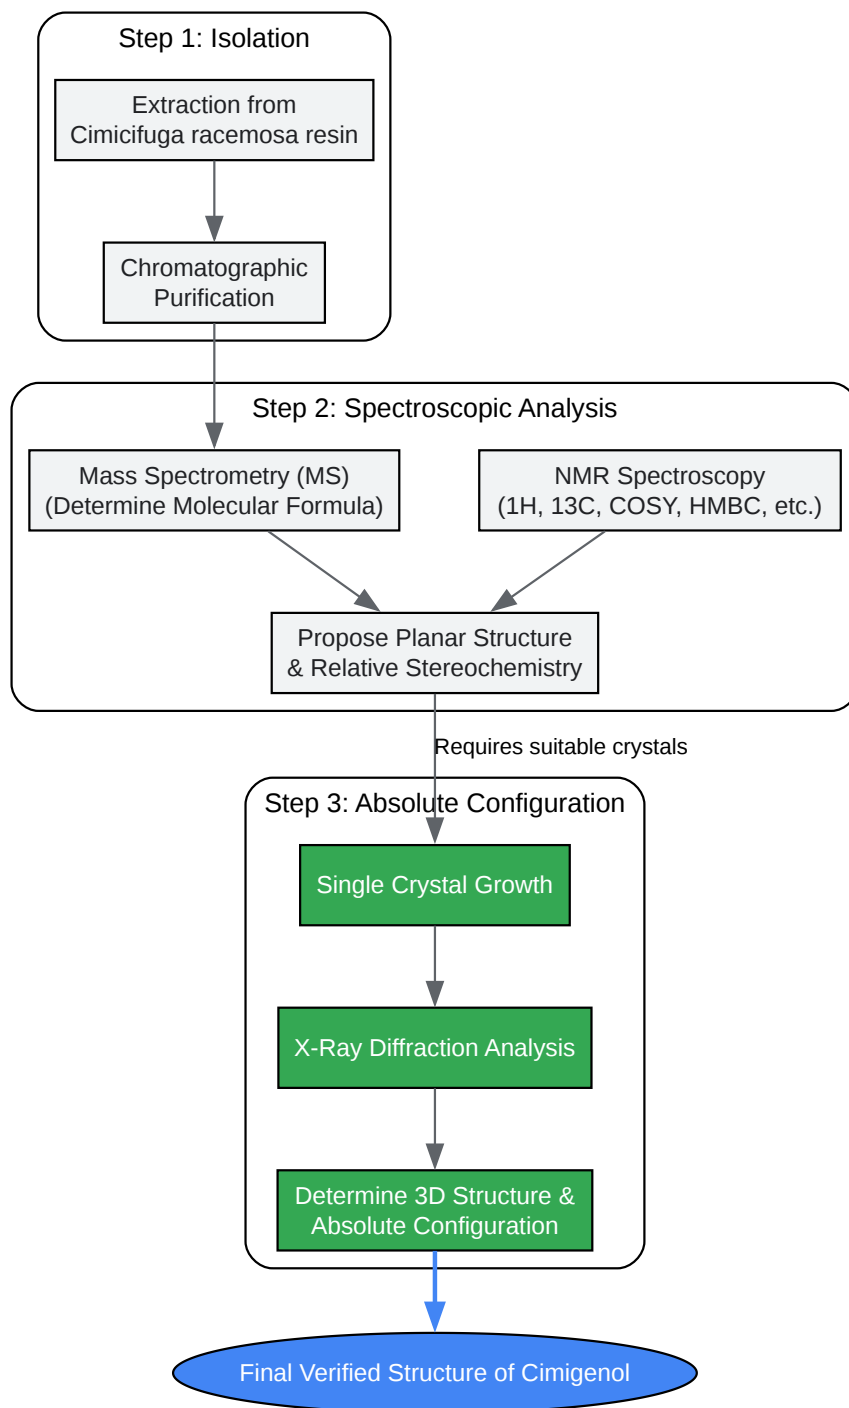 Step 1: Isolation
Extraction from
Cimicifuga racemosa resin
Chromatographic
Purification
Step 2: Spectroscopic Analysis
Mass Spectrometry (MS)
(Determine Molecular Formula)
NMR Spectroscopy
(1H, 13C, COSY, HMBC, etc.)
Propose Planar Structure
& Relative Stereochemistry
Requires suitable crystals
Step 3: Absolute Configuration
Single Crystal Growth
X-Ray Diffraction Analysis
Determine 3D Structure &
Absolute Configuration
Final Verified Structure of Cimigenol